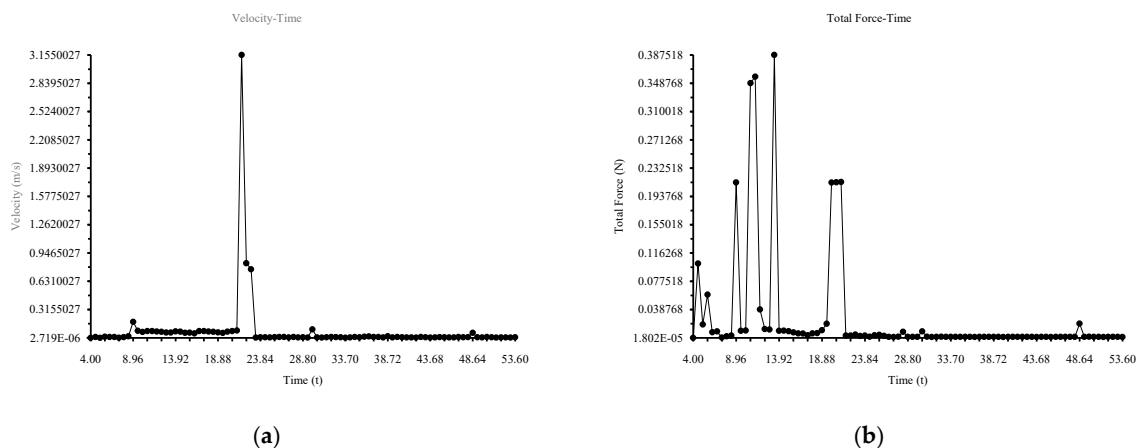 Velocity-Time
3.1550027
2.8395027
2.5240027
2.2085027
1.8930027
1.5775027
1.2620027
0.9465027
0.6310027
0.3155027
2.719E-06
Velocity (m/s)
4.00 8.96 13.92 18.88 23.84 28.80 33.70 38.72 43.68 48.64 53.60
Time (t)
(a)
Total Force-Time
0.387518
0.348768
0.310018
0.271268
0.232518
0.193768
0.155018
0.116268
0.077518
0.038768
1.802E-05
Total Force (N)
4.00 8.96 13.92 18.88 23.84 28.80 33.70 38.72 43.68 48.64 53.60
Time (t)
(b)